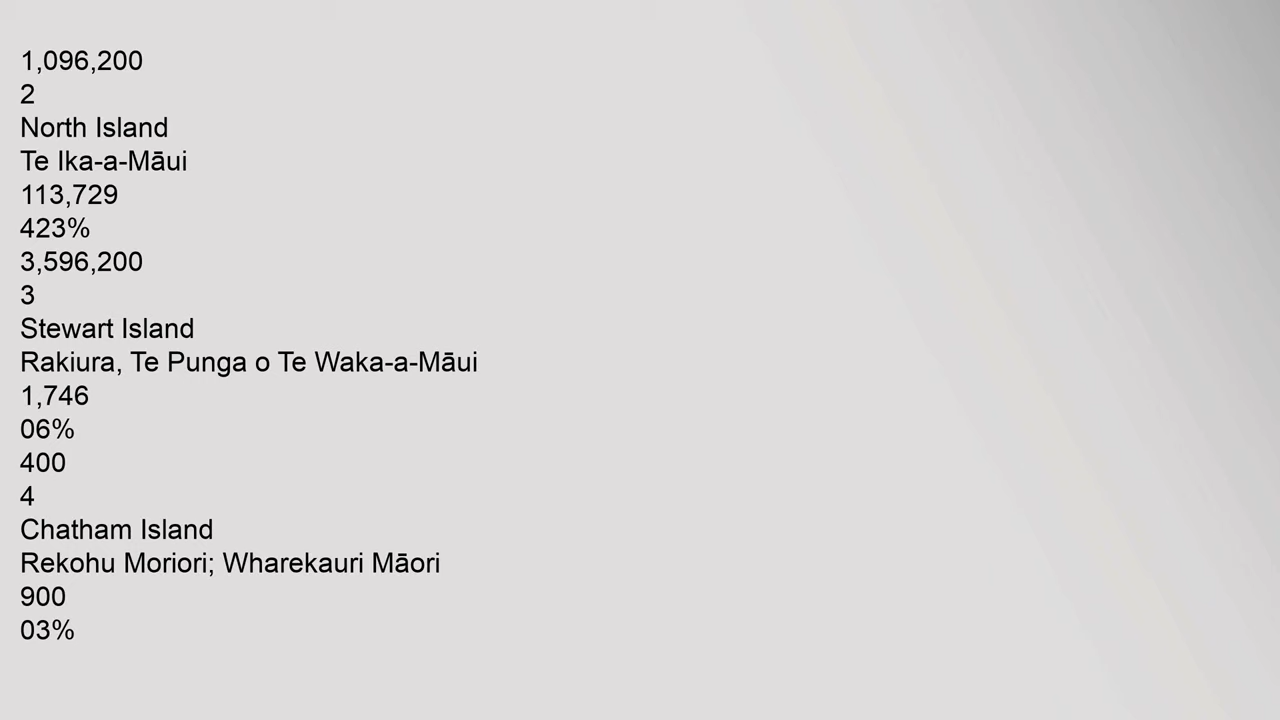 1,096,200
2
North Island
Te Ika-a-Māui
113,729
423%
3,596,200
3
Stewart Island
Rakiura, Te Punga o Te Waka-a-Māui
1,746
06%
400
4
Chatham Island
Rekohu Moriori; Wharekauri Māori
900
03%